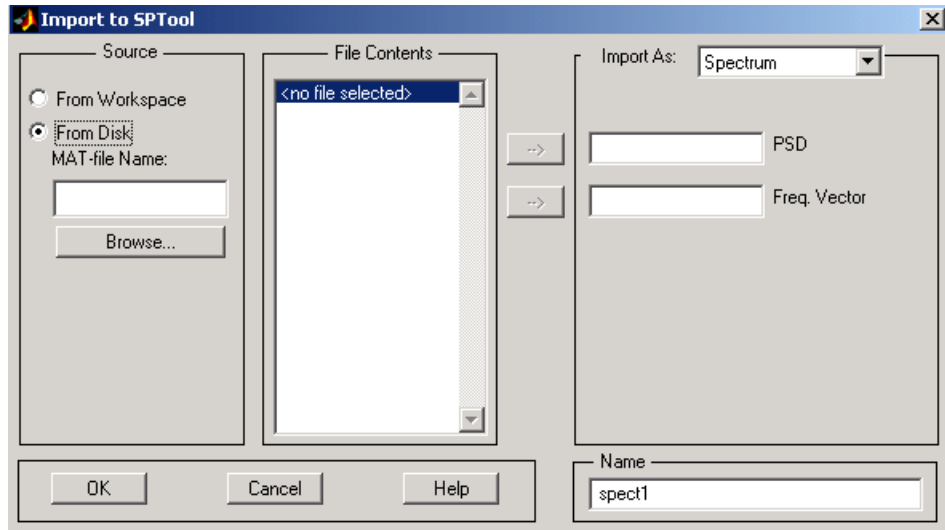 Import to SPTool
Source
From Workspace
From Disk
MAT-file Name:
Browse...
File Contents
<no file selected>
-->
-->
Import As: Spectrum
PSD
Freq. Vector
OK Cancel Help
Name
spect1